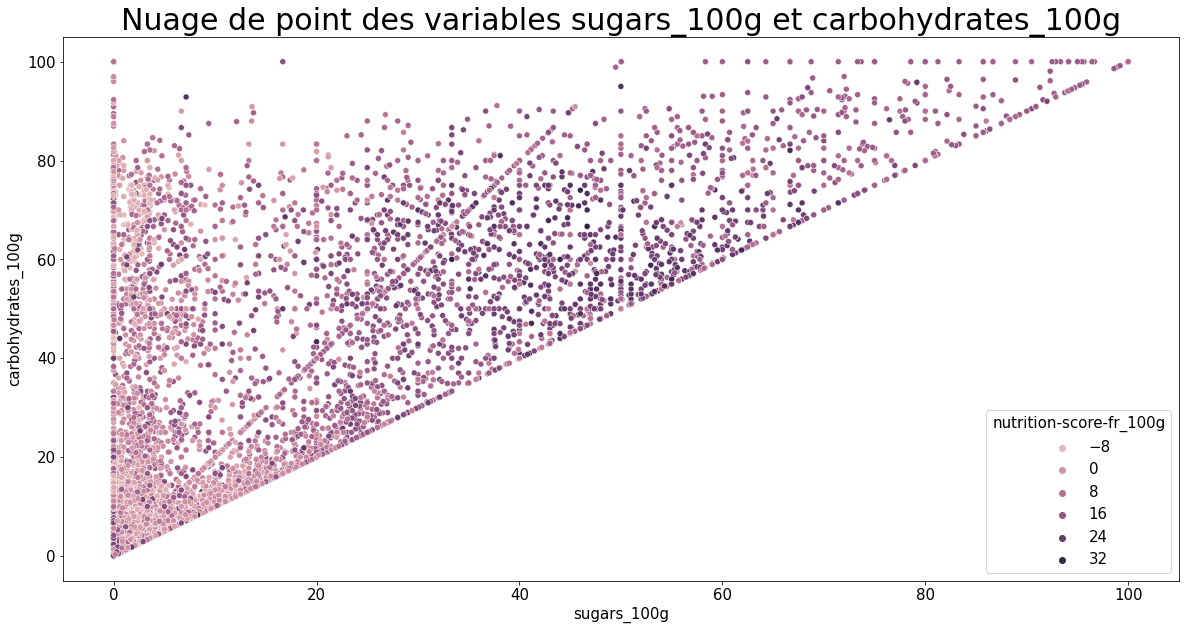 Nuage de point des variables sugars_100g et carbohydrates_100g
100
80
60
40
20
0
carbohydrates_100g
0 20 40 60 80 100
sugars_100g
nutrition-score-fr_100g
−8
0
8
16
24
32